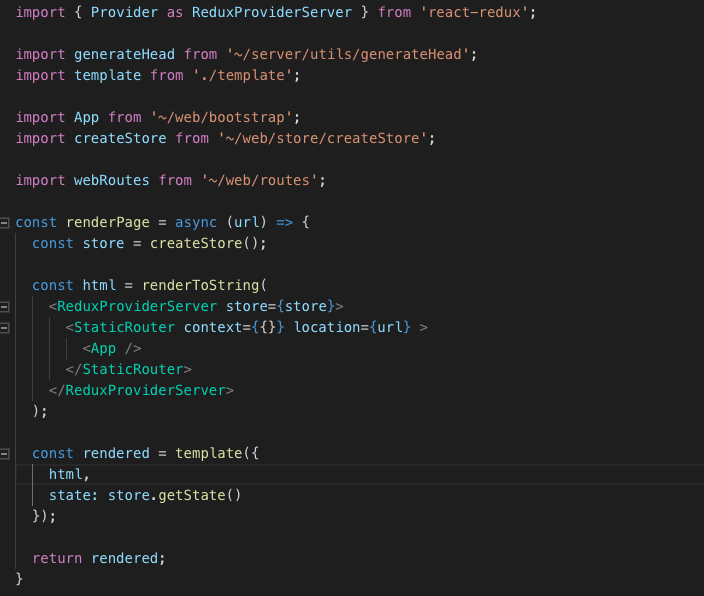 import { Provider as ReduxProviderServer } from 'react-redux';
import generateHead from '~/server/utils/generateHead';
import template from './template';
import App from '~/web/bootstrap';
import createStore from '~/web/store/createStore';
import webRoutes from '~/web/routes';
const renderPage = async (url) => {
  const store = createStore();
  const html = renderToString(
    <ReduxProviderServer store={store}>
      <StaticRouter context={{}} location={url} >
        <App />
      </StaticRouter>
    </ReduxProviderServer>
  );
  const rendered = template({
    html,
    state: store.getState()
  });
  return rendered;
}